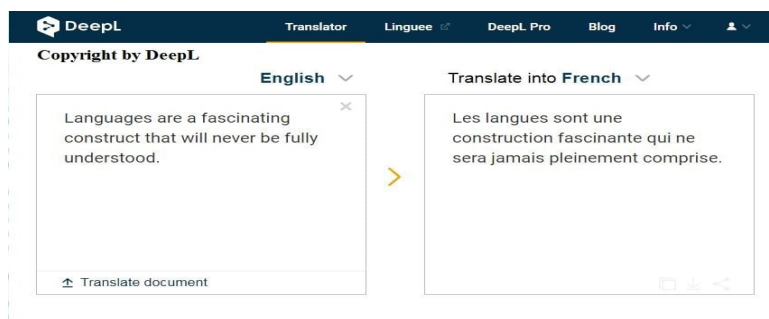 DeepL Translator Linguee DeepL Pro Blog Info
Copyright by DeepL
English Translate into French
Languages are a fascinating
construct that will never be fully
understood.
Les langues sont une
construction fascinante qui ne
sera jamais pleinement comprise.
Translate document